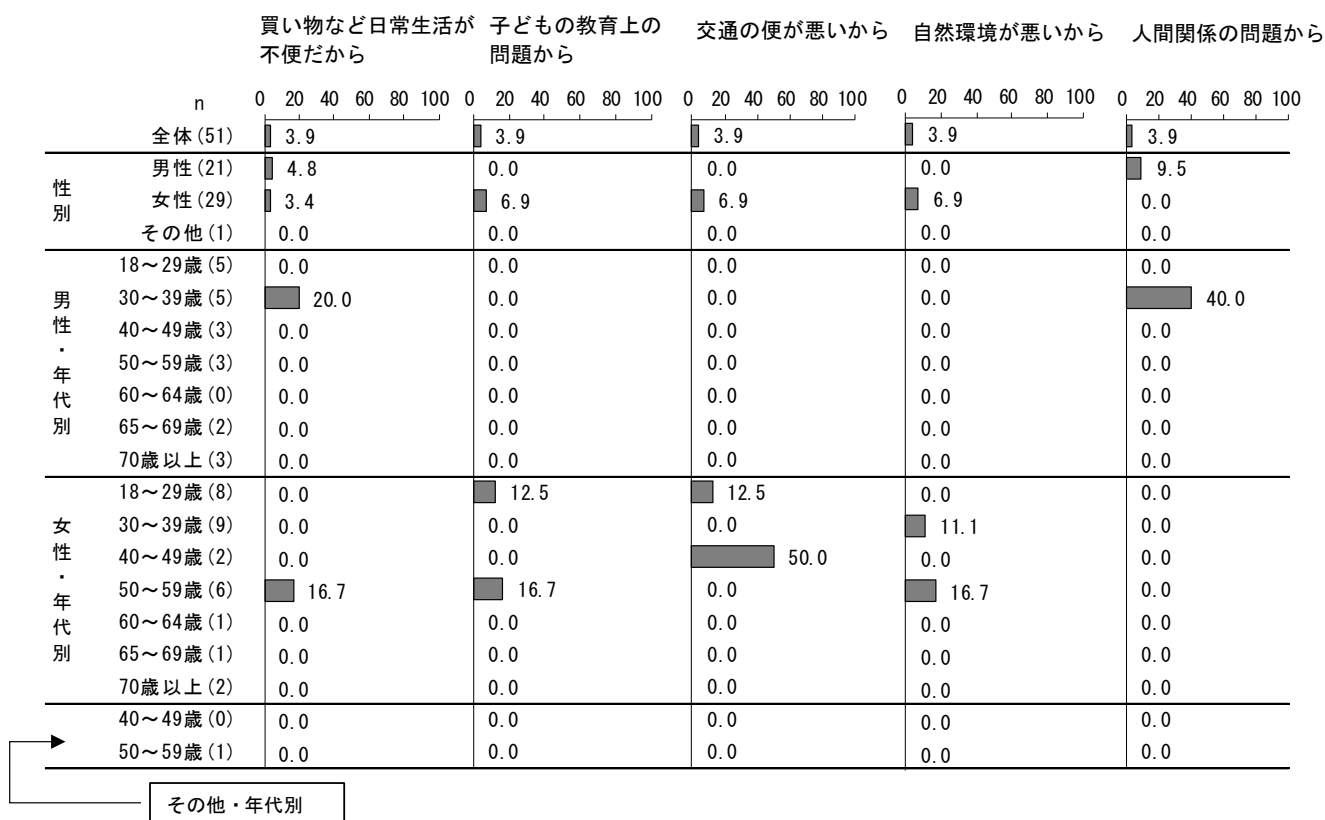 買い物など日常生活が 子どもの教育上の 交通の便が悪いから 自然環境が悪いから 人間関係の問題から
不便だから 問題から
n 0 20 40 60 80 100 0 20 40 60 80 100 0 20 40 60 80 100 0 20 40 60 80 100 0 20 40 60 80 100
全体(51) 3.9 3.9 3.9 3.9 3.9
性別
男性(21) 4.8 0.0 0.0 0.0 9.5
女性(29) 3.4 6.9 6.9 6.9 0.0
その他(1) 0.0 0.0 0.0 0.0 0.0
男性・年代別
18～29歳(5) 0.0 0.0 0.0 0.0 0.0
30～39歳(5) 20.0 0.0 0.0 0.0 40.0
40～49歳(3) 0.0 0.0 0.0 0.0 0.0
50～59歳(3) 0.0 0.0 0.0 0.0 0.0
60～64歳(0) 0.0 0.0 0.0 0.0 0.0
65～69歳(2) 0.0 0.0 0.0 0.0 0.0
70歳以上(3) 0.0 0.0 0.0 0.0 0.0
女性・年代別
18～29歳(8) 0.0 12.5 12.5 0.0 0.0
30～39歳(9) 0.0 0.0 0.0 11.1 0.0
40～49歳(2) 0.0 0.0 50.0 0.0 0.0
50～59歳(6) 16.7 16.7 0.0 16.7 0.0
60～64歳(1) 0.0 0.0 0.0 0.0 0.0
65～69歳(1) 0.0 0.0 0.0 0.0 0.0
70歳以上(2) 0.0 0.0 0.0 0.0 0.0
40～49歳(0) 0.0 0.0 0.0 0.0 0.0
50～59歳(1) 0.0 0.0 0.0 0.0 0.0
その他・年代別